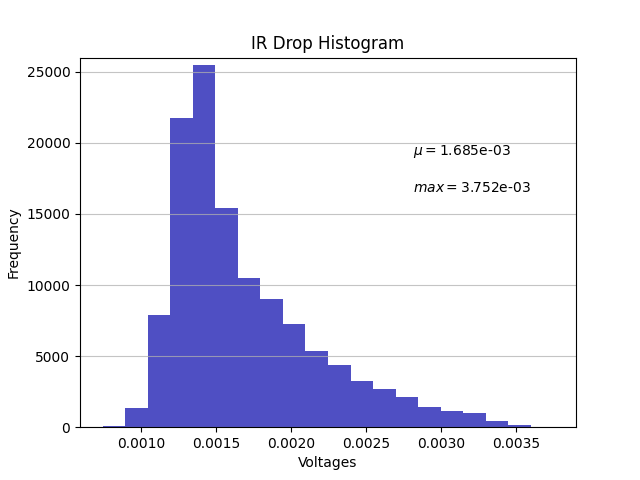 IR Drop Histogram
25000
20000
15000
10000
5000
0
Frequency
μ = 1.685e-03
max = 3.752e-03
0.0010 0.0015 0.0020 0.0025 0.0030 0.0035
Voltages